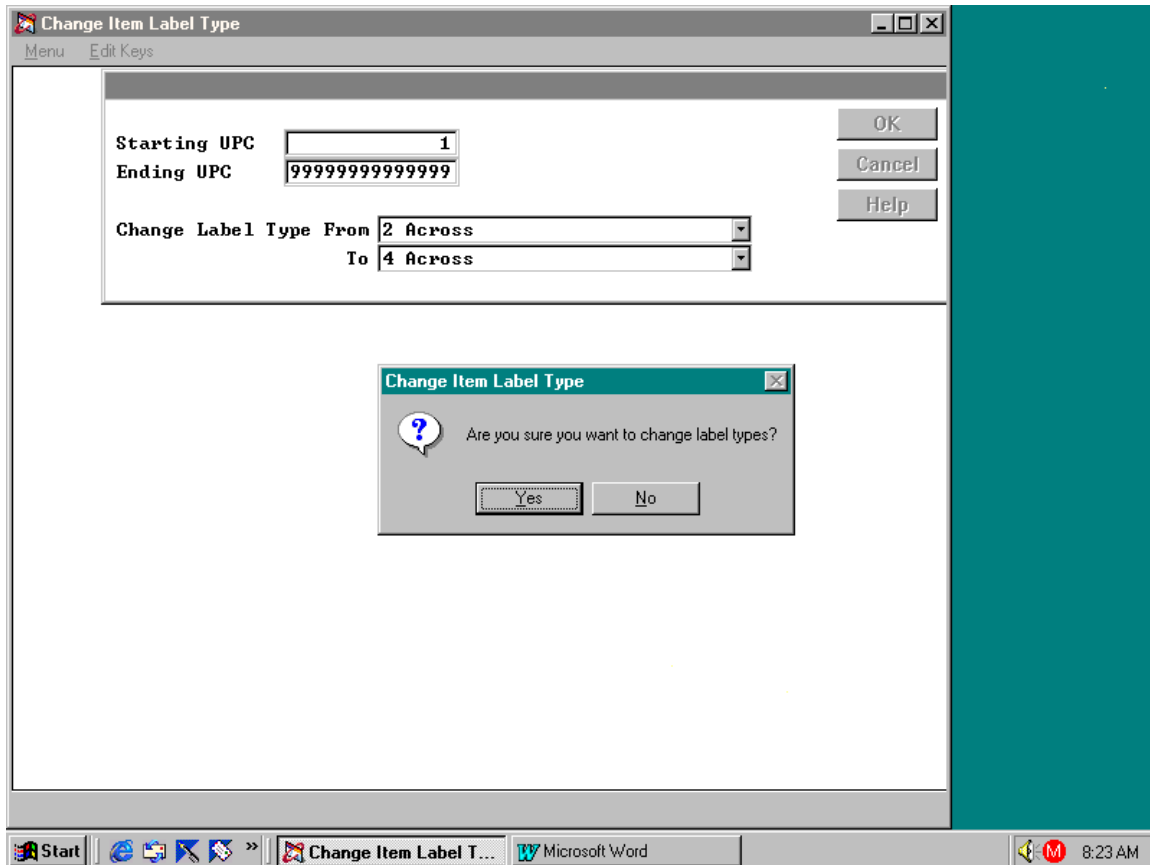 Change Item Label Type
Menu Edit Keys
Starting UPC 1
Ending UPC 99999999999999
Change Label Type From 2 Across
To 4 Across
OK
Cancel
Help
Change Item Label Type
?
Are you sure you want to change label types?
Yes No
Start » Change Item Label T... W Microsoft Word M 8:23 AM